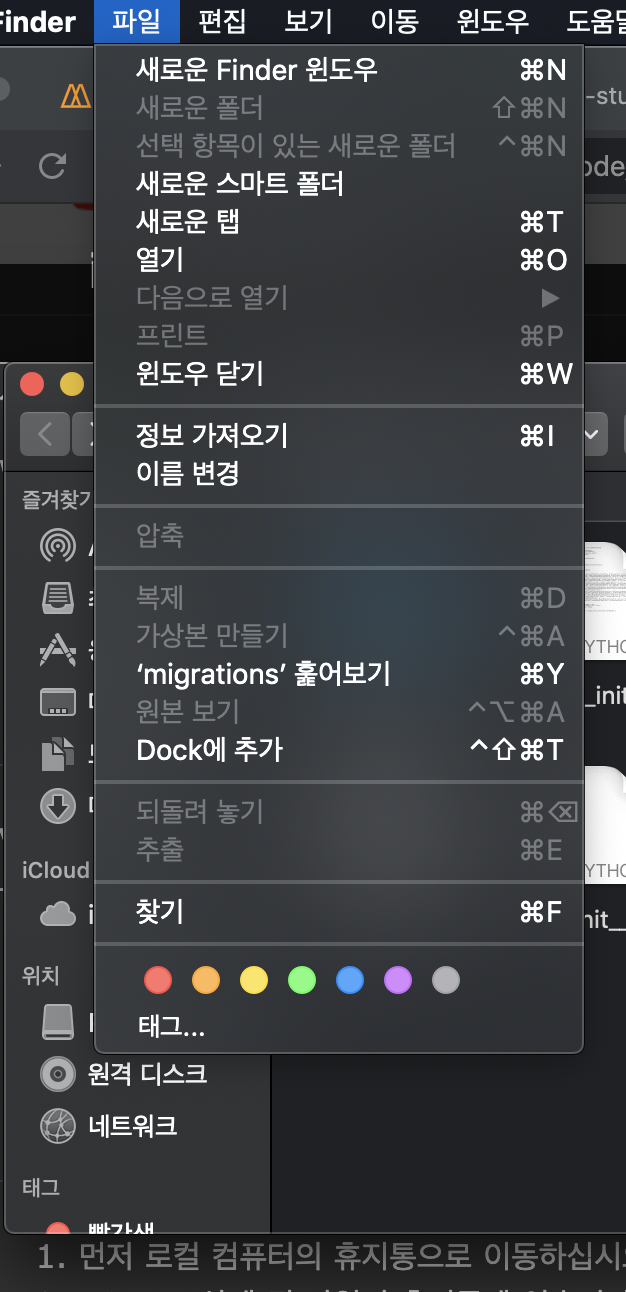 Finder 파일 편집 보기 이동 윈도우 도움말
새로운 Finder 윈도우 ⌘N
새로운 폴더 ⇧⌘N
선택 항목이 있는 새로운 폴더 ^⌘N
새로운 스마트 폴더
새로운 탭 ⌘T
열기 ⌘O
다음으로 열기 ▶
프린트 ⌘P
윈도우 닫기 ⌘W
정보 가져오기 ⌘I
이름 변경
압축
복제 ⌘D
가상본 만들기 ^⌘A
‘migrations’ 훑어보기 ⌘Y
원본 보기 ^⌥⌘A
Dock에 추가 ^⇧⌘T
되돌려 놓기 ⌘⌫
추출 ⌘E
찾기 ⌘F
태그...
즐겨찾기
iCloud
위치
원격 디스크
네트워크
태그
빨간색
1. 먼저 로컬 컴퓨터의 휴지통으로 이동하십시오